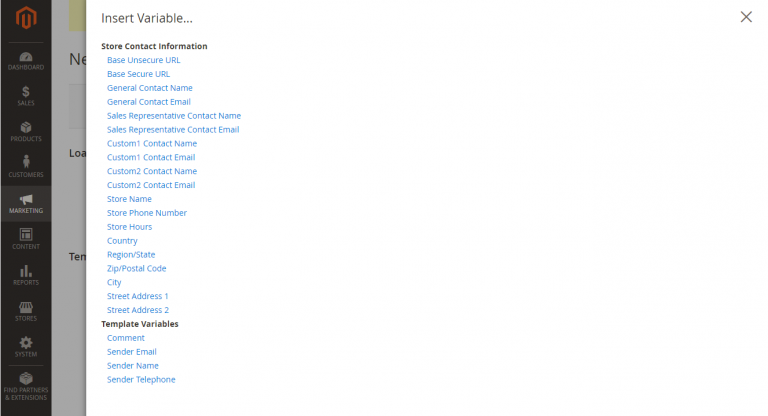 Insert Variable...
Store Contact Information
Base Unsecure URL
Base Secure URL
General Contact Name
General Contact Email
Sales Representative Contact Name
Sales Representative Contact Email
Custom1 Contact Name
Custom1 Contact Email
Custom2 Contact Name
Custom2 Contact Email
Store Name
Store Phone Number
Store Hours
Country
Region/State
Zip/Postal Code
City
Street Address 1
Street Address 2
Template Variables
Comment
Sender Email
Sender Name
Sender Telephone
DASHBOARD
$
SALES
PRODUCTS
CUSTOMERS
MARKETING
CONTENT
REPORTS
STORES
SYSTEM
FIND PARTNERS
& EXTENSIONS
Ne
Loa
Tem